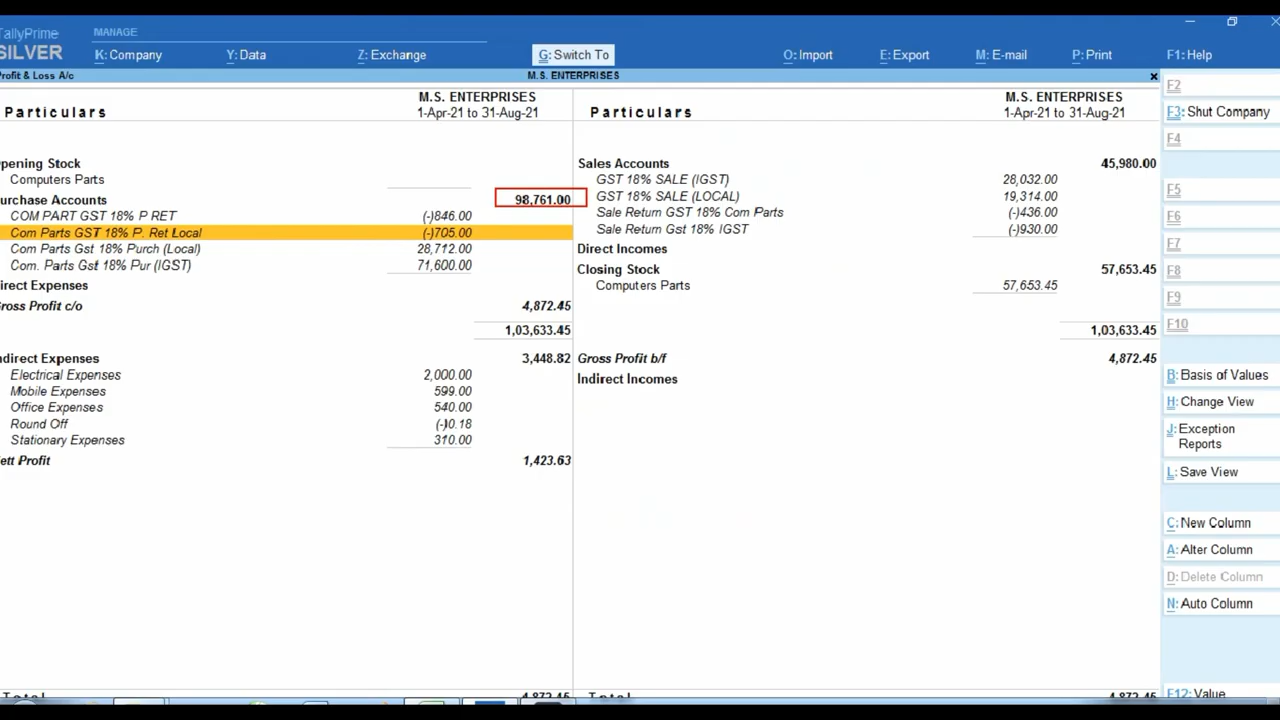 TallyPrime
SILVER
MANAGE
K: Company
Y: Data
Z: Exchange
G: Switch To
O: Import
E: Export
M: E-mail
P: Print
F1: Help
Profit & Loss A/c
M.S. ENTERPRISES
Particulars
M.S. ENTERPRISES
1-Apr-21 to 31-Aug-21
pening Stock
Computers Parts
urchase Accounts 98,761.00
COM PART GST 18% P RET (-)846.00
Com Parts GST 18% P. Ret Local (-)705.00
Com Parts Gst 18% Purch (Local) 28,712.00
Com. Parts Gst 18% Pur (IGST) 71,600.00
irect Expenses
ross Profit c/o 4,872.45
1,03,633.45
ndirect Expenses 3,448.82
Electrical Expenses 2,000.00
Mobile Expenses 599.00
Office Expenses 540.00
Round Off (-)0.18
Stationary Expenses 310.00
ett Profit 1,423.63
Total 4,872.45
Particulars
M.S. ENTERPRISES
1-Apr-21 to 31-Aug-21
Sales Accounts 45,980.00
GST 18% SALE (IGST) 28,032.00
GST 18% SALE (LOCAL) 19,314.00
Sale Return GST 18% Com Parts (-)436.00
Sale Return Gst 18% IGST (-)930.00
Direct Incomes
Closing Stock 57,653.45
Computers Parts 57,653.45
1,03,633.45
Gross Profit b/f 4,872.45
Indirect Incomes
Total 4,872.45
F2
F3: Shut Company
F4
F5
F6
F7
F8
F9
F10
B: Basis of Values
H: Change View
J: Exception
Reports
L: Save View
C: New Column
A: Alter Column
D: Delete Column
N: Auto Column
F12: Value